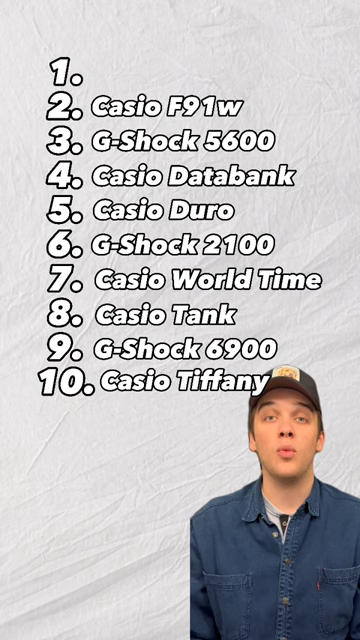 1.
2. Casio F91w
3. G-Shock 5600
4. Casio Databank
5. Casio Duro
6. G-Shock 2100
7. Casio World Time
8. Casio Tank
9. G-Shock 6900
10. Casio Tiffany